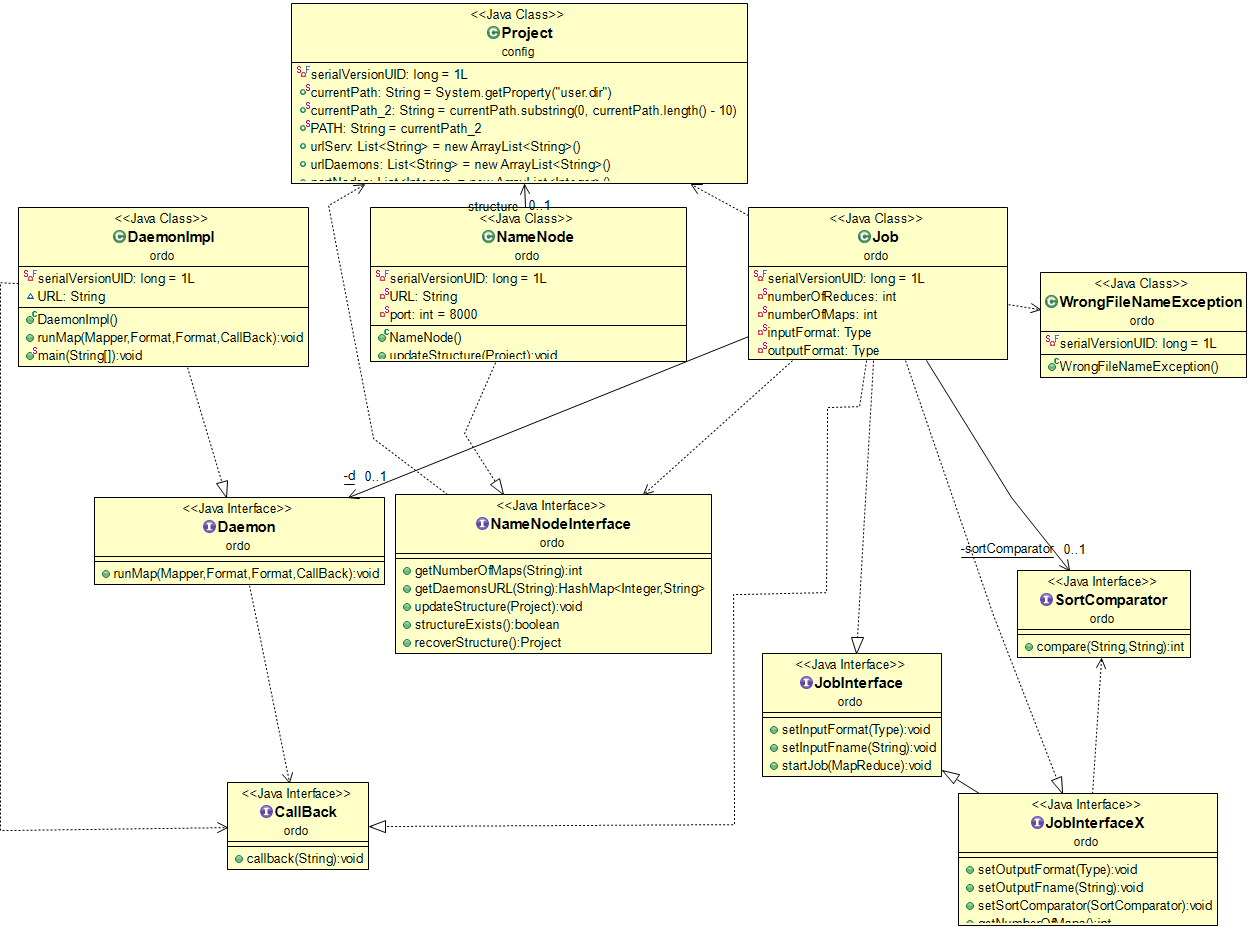 <<Java Class>>
Project
config
serialVersionUID: long = 1L
currentPath: String = System.getProperty("user.dir")
currentPath_2: String = currentPath.substring(0, currentPath.length() - 10)
PATH: String = currentPath_2
urlServ: List<String> = new ArrayList<String>()
urlDaemons: List<String> = new ArrayList<String>()
structure 0..1
<<Java Class>>
DaemonImpl
ordo
serialVersionUID: long = 1L
URL: String
DaemonImpl()
runMap(Mapper,Format,Format,CallBack):void
main(String[]):void
<<Java Class>>
NameNode
ordo
serialVersionUID: long = 1L
URL: String
port: int = 8000
NameNode()
updateStructure(Project):void
<<Java Class>>
Job
ordo
serialVersionUID: long = 1L
numberOfReduces: int
numberOfMaps: int
inputFormat: Type
outputFormat: Type
<<Java Class>>
WrongFileNameException
ordo
serialVersionUID: long = 1L
WrongFileNameException()
-d 0..1
<<Java Interface>>
Daemon
ordo
runMap(Mapper,Format,Format,CallBack):void
<<Java Interface>>
NameNodeInterface
ordo
getNumberOfMaps(String):int
getDaemonsURL(String):HashMap<Integer,String>
updateStructure(Project):void
structureExists():boolean
recoverStructure():Project
-sortComparator 0..1
<<Java Interface>>
SortComparator
ordo
compare(String,String):int
<<Java Interface>>
JobInterface
ordo
setInputFormat(Type):void
setInputFname(String):void
startJob(MapReduce):void
<<Java Interface>>
CallBack
ordo
callback(String):void
<<Java Interface>>
JobInterfaceX
ordo
setOutputFormat(Type):void
setOutputFname(String):void
setSortComparator(SortComparator):void